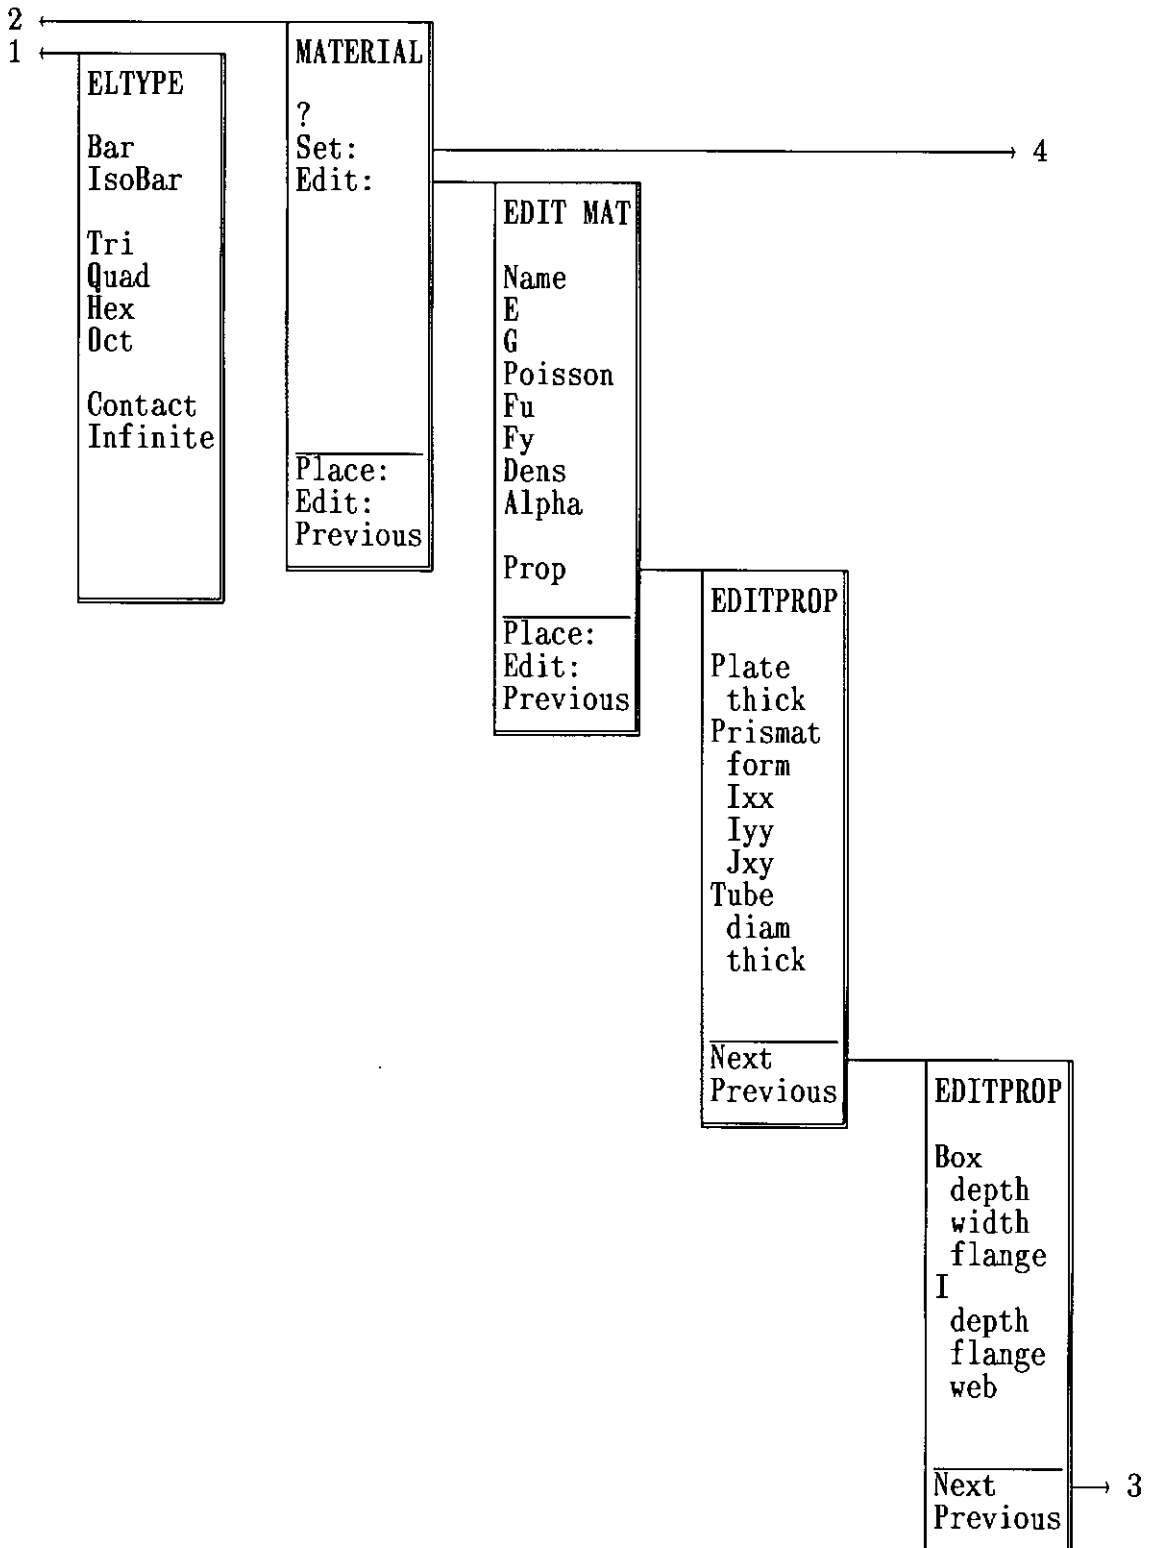 2
1
ELTYPE
Bar
IsoBar
Tri
Quad
Hex
Oct
Contact
Infinite
MATERIAL
?
Set:
Edit:
Place:
Edit:
Previous
4
EDIT MAT
Name
E
G
Poisson
Fu
Fy
Dens
Alpha
Prop
Place:
Edit:
Previous
EDITPROP
Plate
thick
Prismat
form
Ixx
Iyy
Jxy
Tube
diam
thick
Next
Previous
EDITPROP
Box
depth
width
flange
I
depth
flange
web
Next
Previous
3